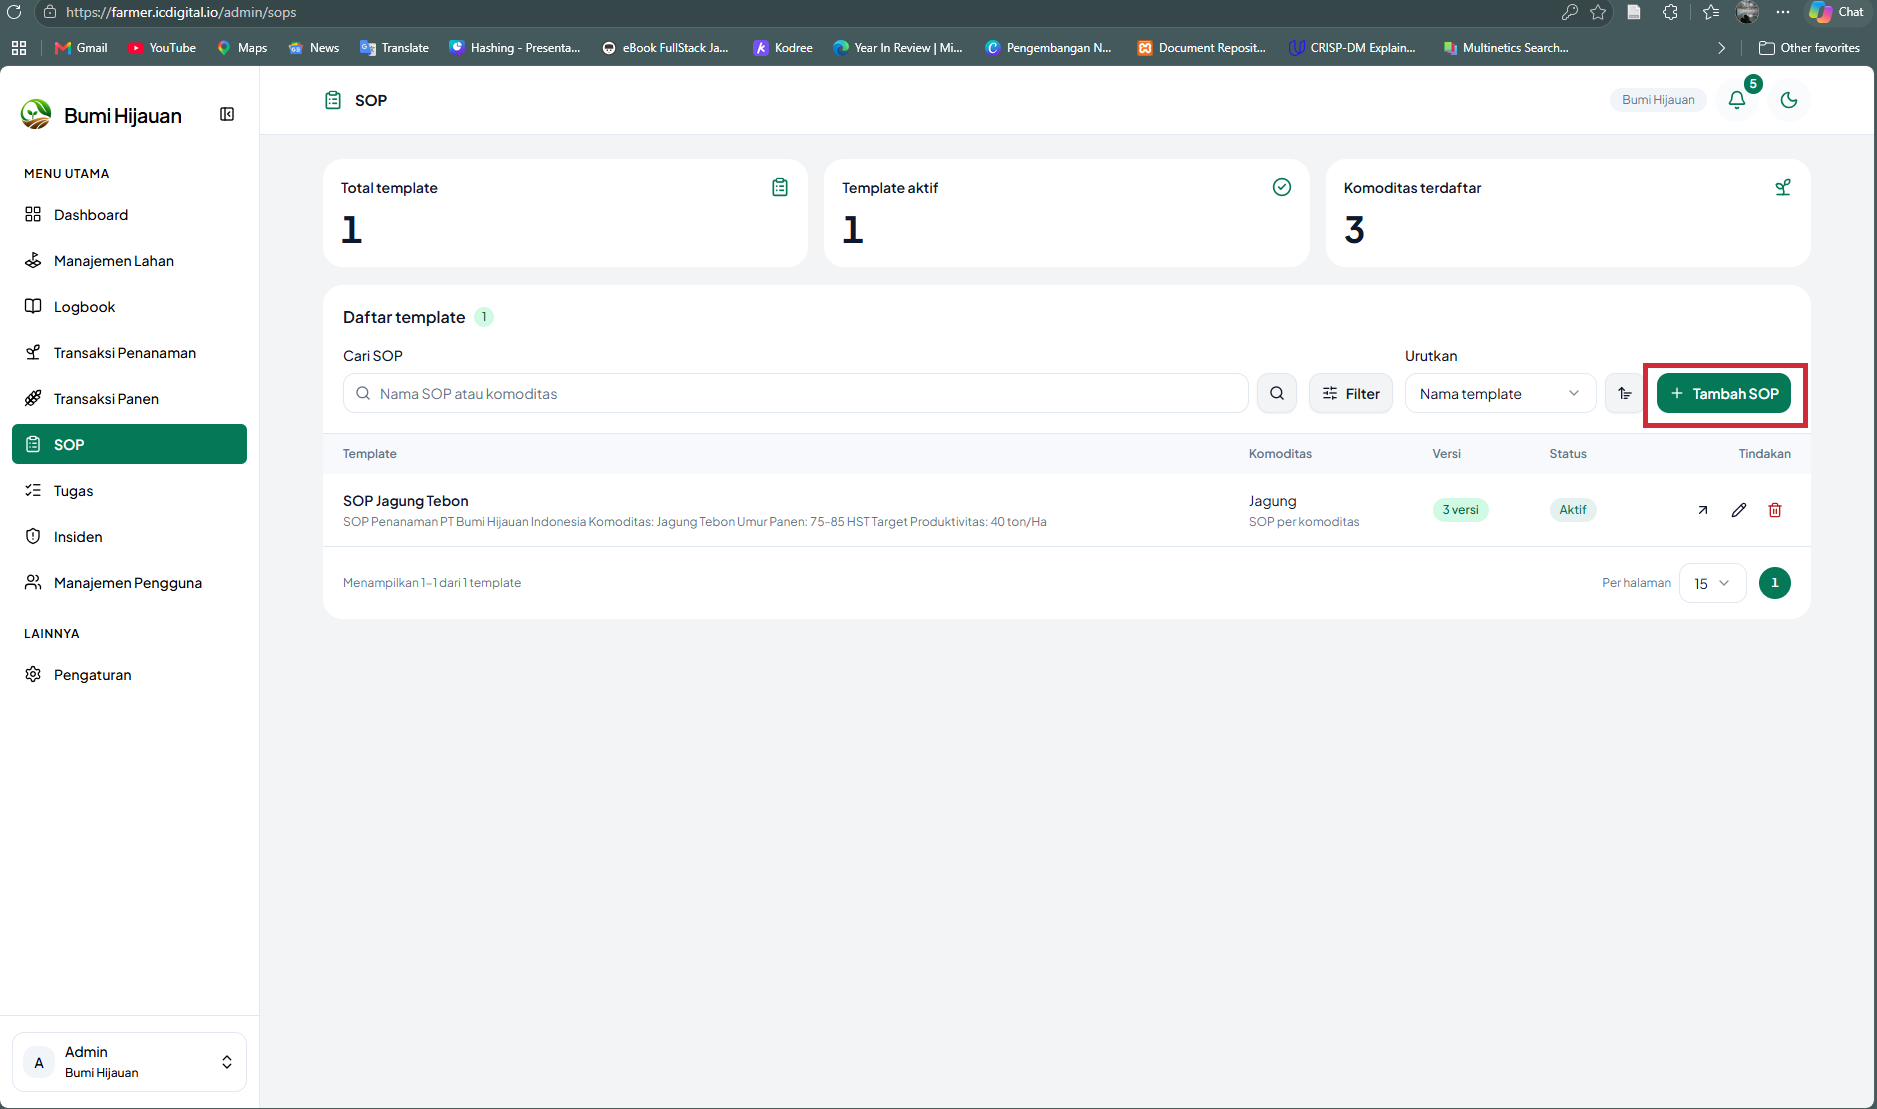 https://farmer.icdigital.io/admin/sops
Chat
Gmail
YouTube
Maps
News
Translate
Hashing - Presenta...
eBook FullStack Ja...
Kodree
Year In Review | Mi...
Pengembangan N...
Document Reposit...
CRISP-DM Explain...
Multinetics Search...
Other favorites
Bumi Hijauan
SOP
Bumi Hijauan
5
MENU UTAMA
Dashboard
Manajemen Lahan
Logbook
Transaksi Penanaman
Transaksi Panen
SOP
Tugas
Insiden
Manajemen Pengguna
LAINNYA
Pengaturan
A
Admin
Bumi Hijauan
Total template
1
Template aktif
1
Komoditas terdaftar
3
Daftar template 1
Cari SOP
Nama SOP atau komoditas
Filter
Urutkan
Nama template
+ Tambah SOP
Template Komoditas Versi Status Tindakan
SOP Jagung Tebon
SOP Penanaman PT Bumi Hijauan Indonesia Komoditas: Jagung Tebon Umur Panen: 75-85 HST Target Produktivitas: 40 ton/Ha
Jagung
SOP per komoditas
3 versi
Aktif
Menampilkan 1–1 dari 1 template
Per halaman 15 1